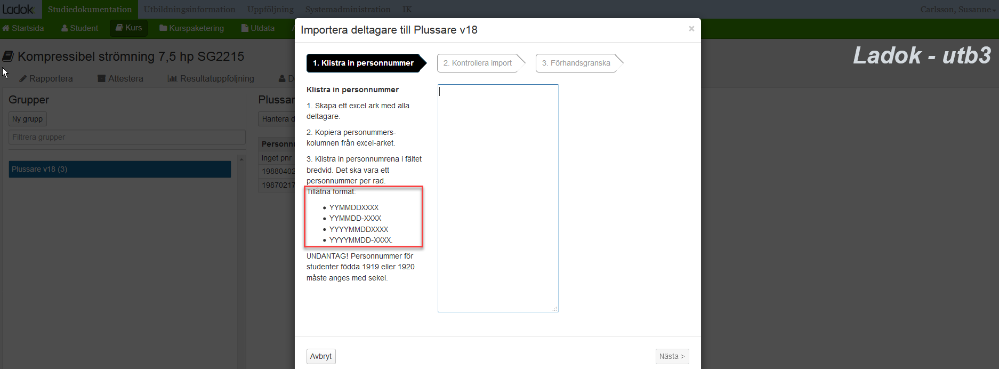 Ladok
Studiedokumentation
Utbildningsinformation
Uppföljning
Systemadministration
IK
Carlsson, Susanne
Startsida
Student
Kurs
Kurspaketering
Utdata
Kompressibel strömning 7,5 hp SG2215
Ladok - utb3
Rapportera
Attestera
Resultatuppföljning
D
Grupper
Ny grupp
Filtrera grupper
Plussare v18 (3)
Plussar
Hantera d
Personnu
Inget pnr
19880402
19870217
Importera deltagare till Plussare v18
×
1. Klistra in personnummer
2. Kontrollera import
3. Förhandsgranska
Klistra in personnummer
1. Skapa ett excel ark med alla
deltagare.
2. Kopiera personummers-
kolumnen från excel-arket.
3. Klistra in personnumrena i fältet
bredvid. Det ska vara ett
personnummer per rad.
Tillåtna format:
• YYMMDDXXXX
• YYMMDD-XXXX
• YYYYMMDDXXXX
• YYYYMMDD-XXXX.
UNDANTAG! Personnummer för
studenter födda 1919 eller 1920
måste anges med sekel.
Avbryt
Nästa >